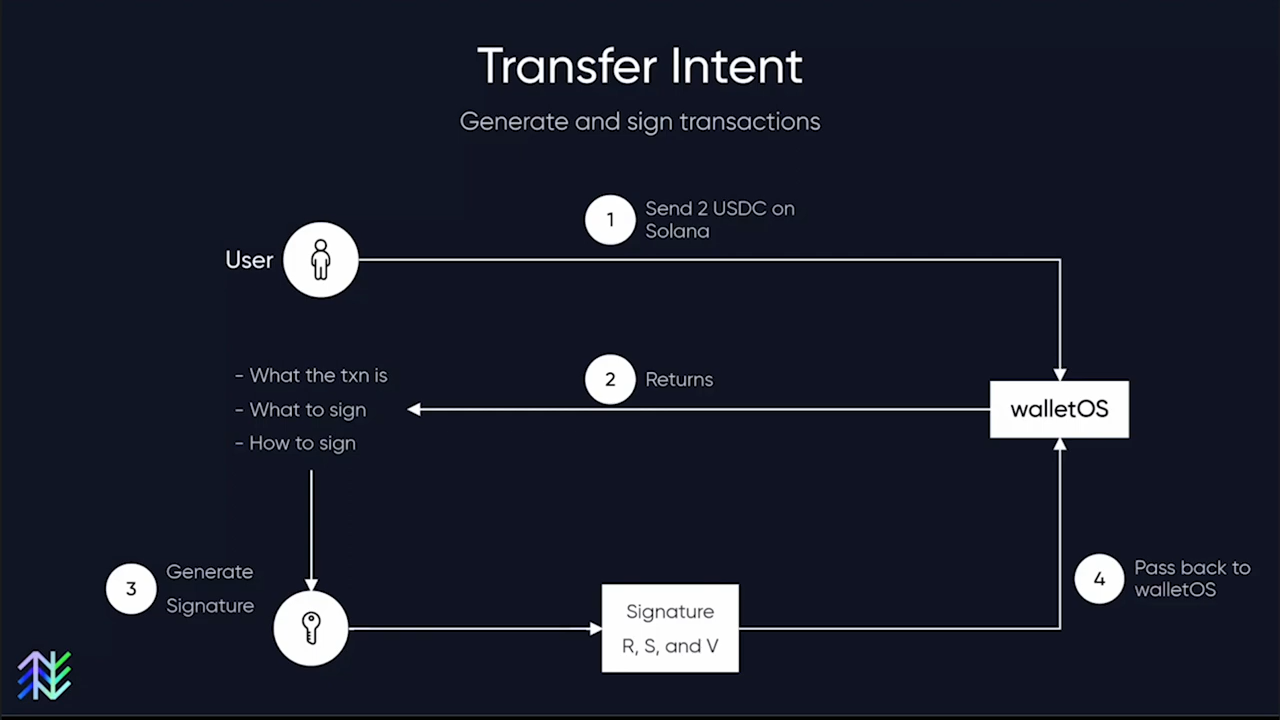 Transfer Intent
Generate and sign transactions
1
Send 2 USDC on
Solana
User
- What the txn is
- What to sign
- How to sign
2
Returns
walletOS
3
Generate
Signature
Signature
R, S, and V
4
Pass back to
walletOS